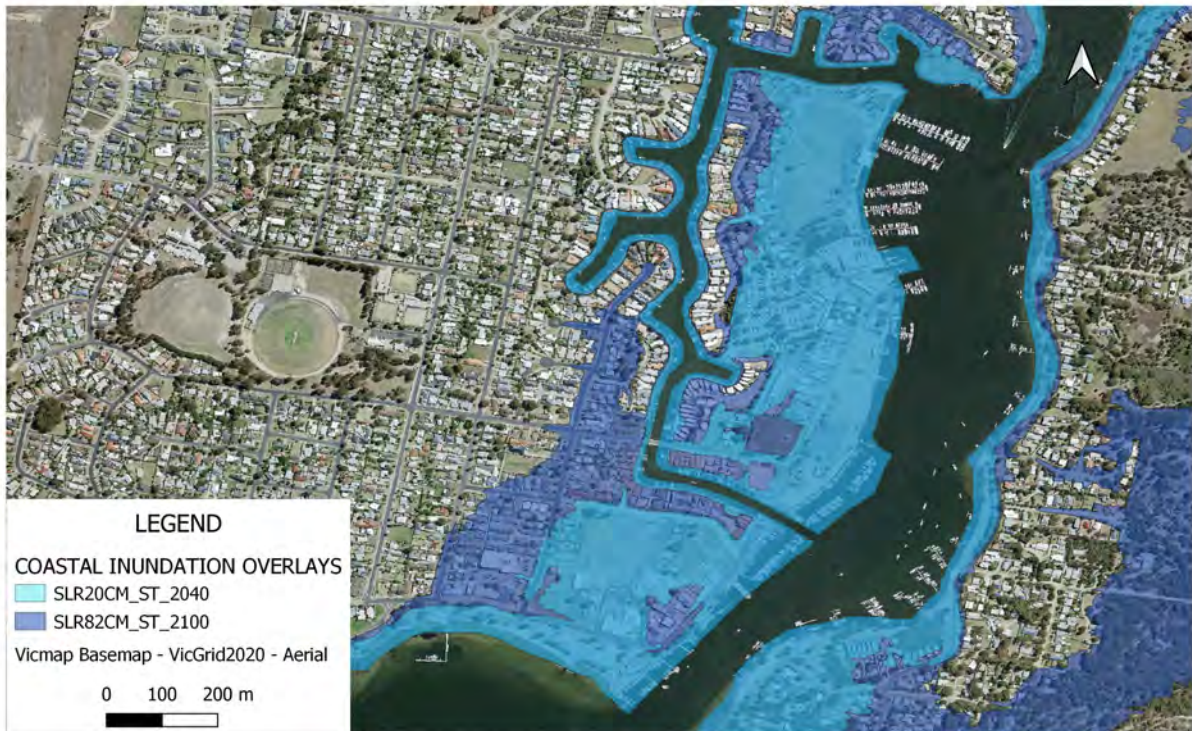 LEGEND
COASTAL INUNDATION OVERLAYS
SLR20CM_ST_2040
SLR82CM_ST_2100
Vicmap Basemap - VicGrid2020 - Aerial
0 100 200 m